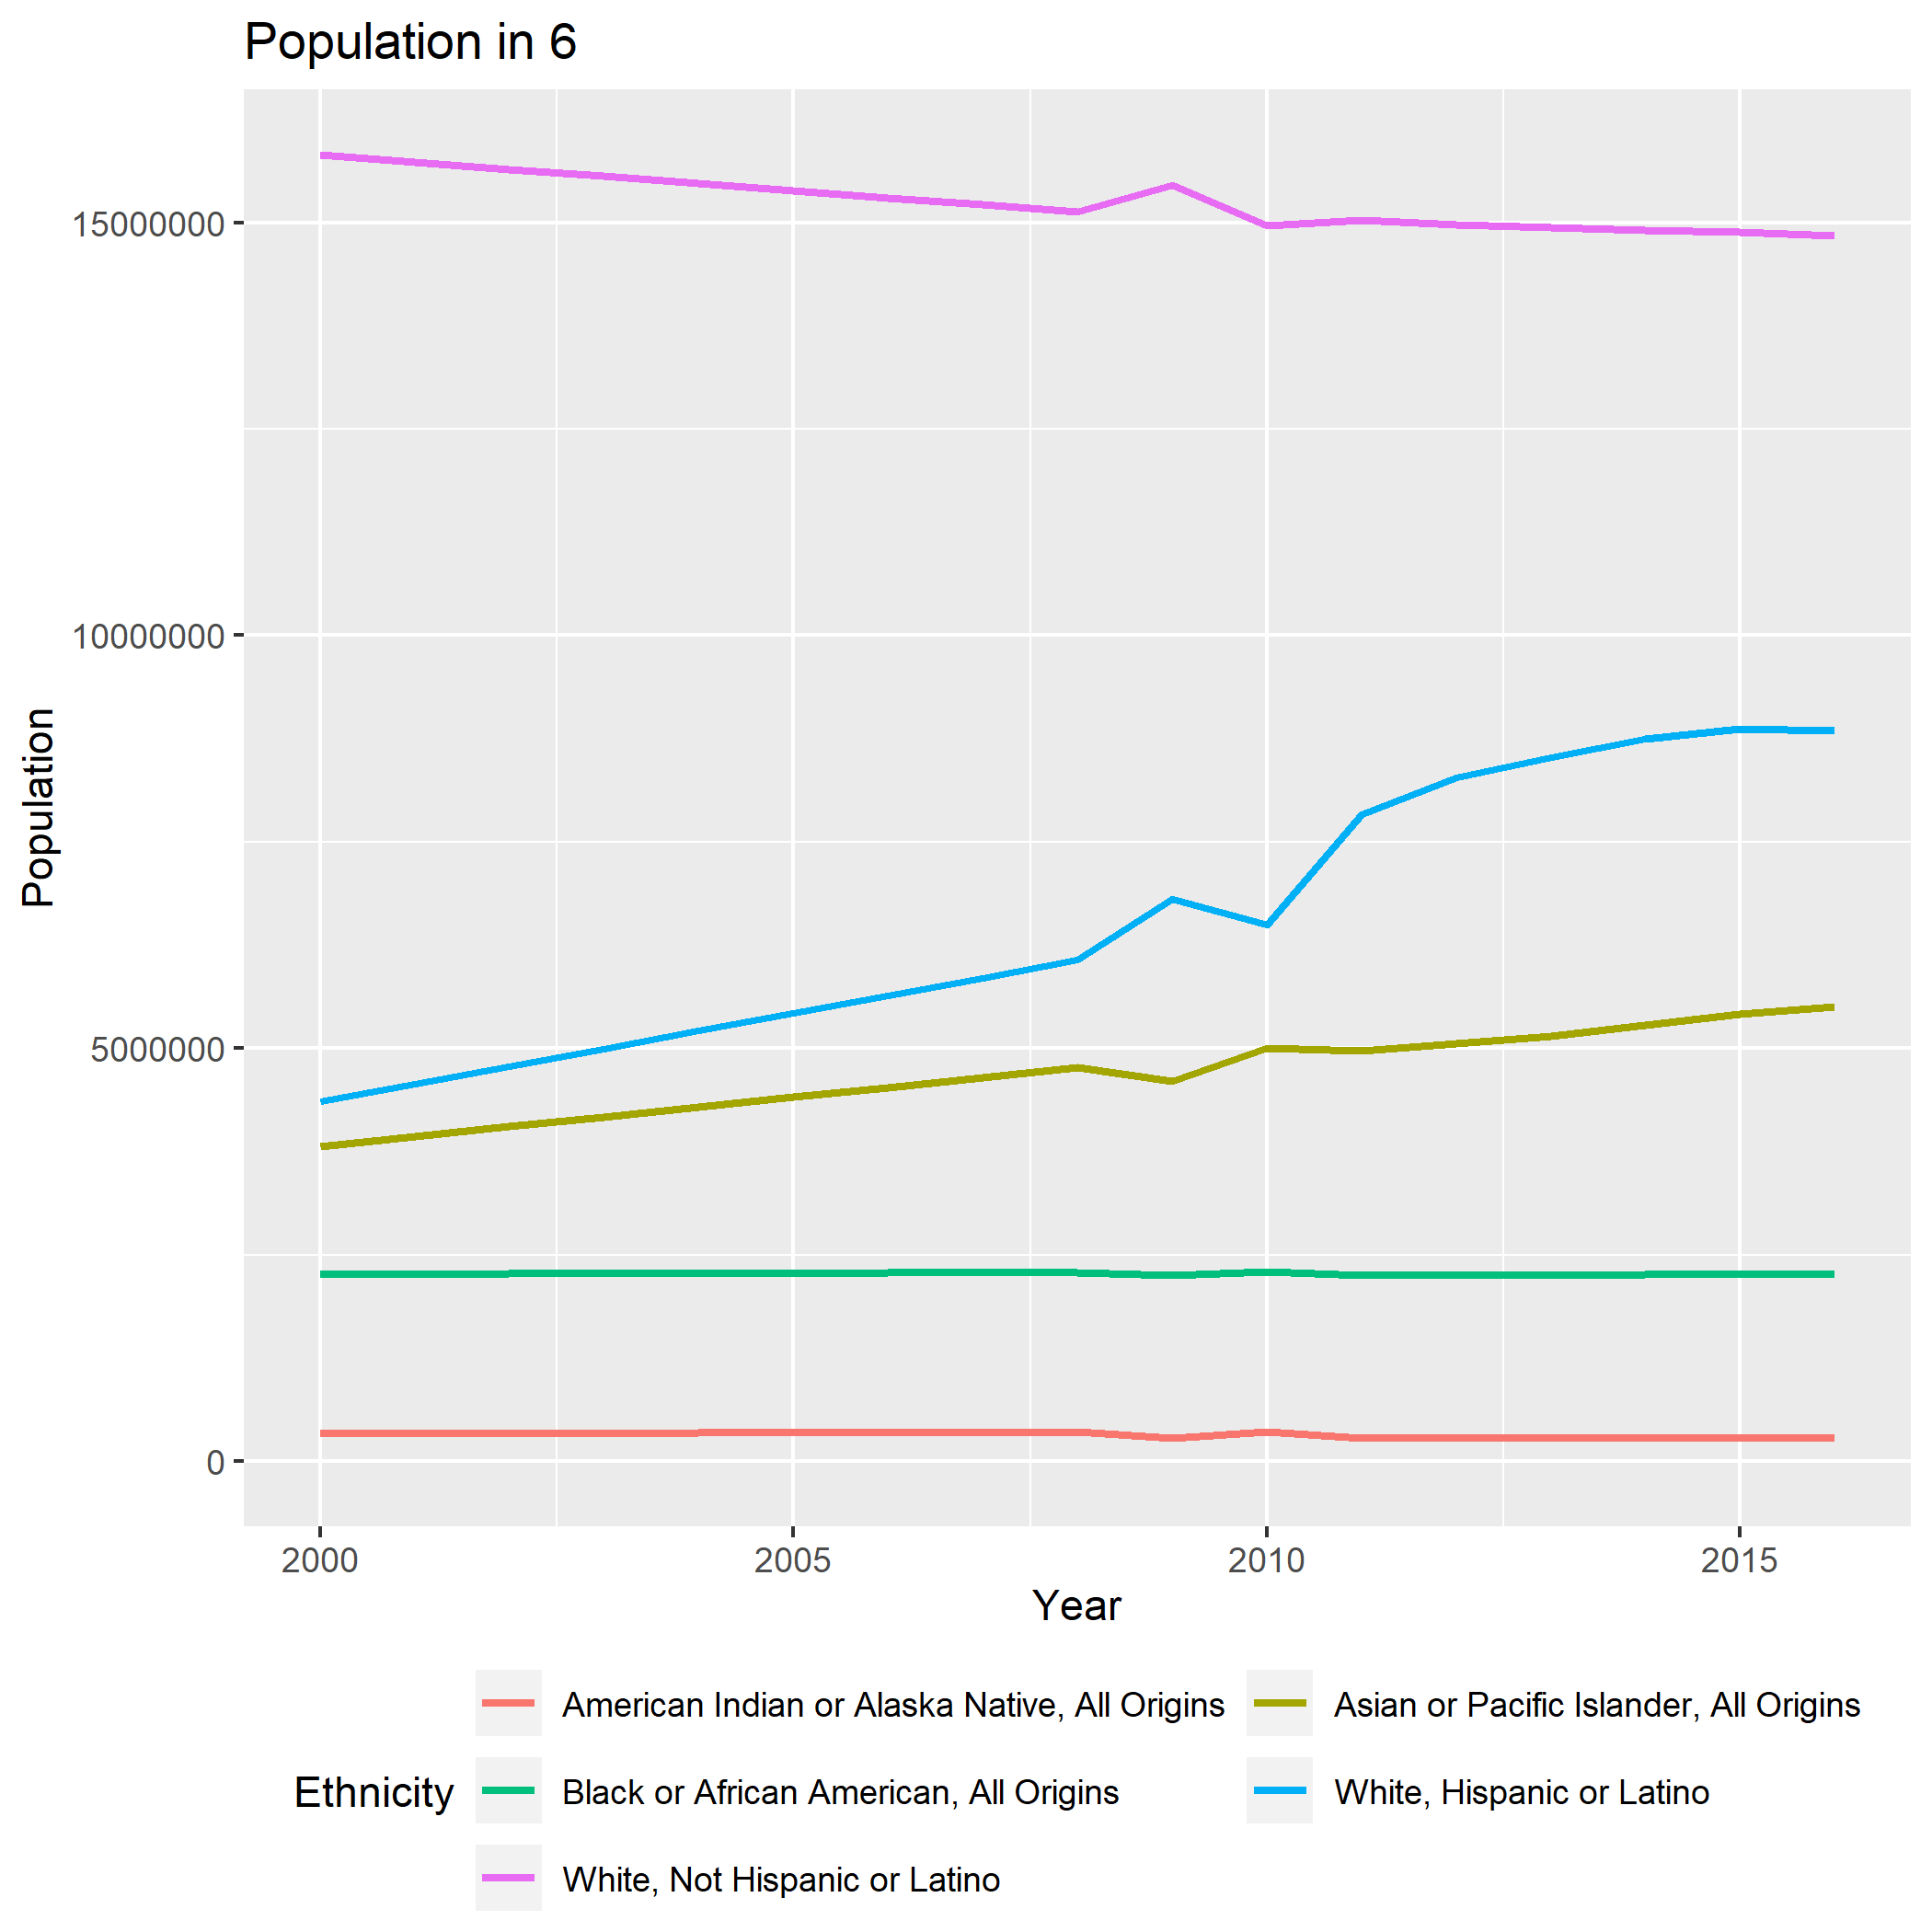 Population in 6
15000000
10000000
5000000
0
Population
2000 2005 2010 2015
Year
Ethnicity
American Indian or Alaska Native, All Origins
Asian or Pacific Islander, All Origins
Black or African American, All Origins
White, Hispanic or Latino
White, Not Hispanic or Latino